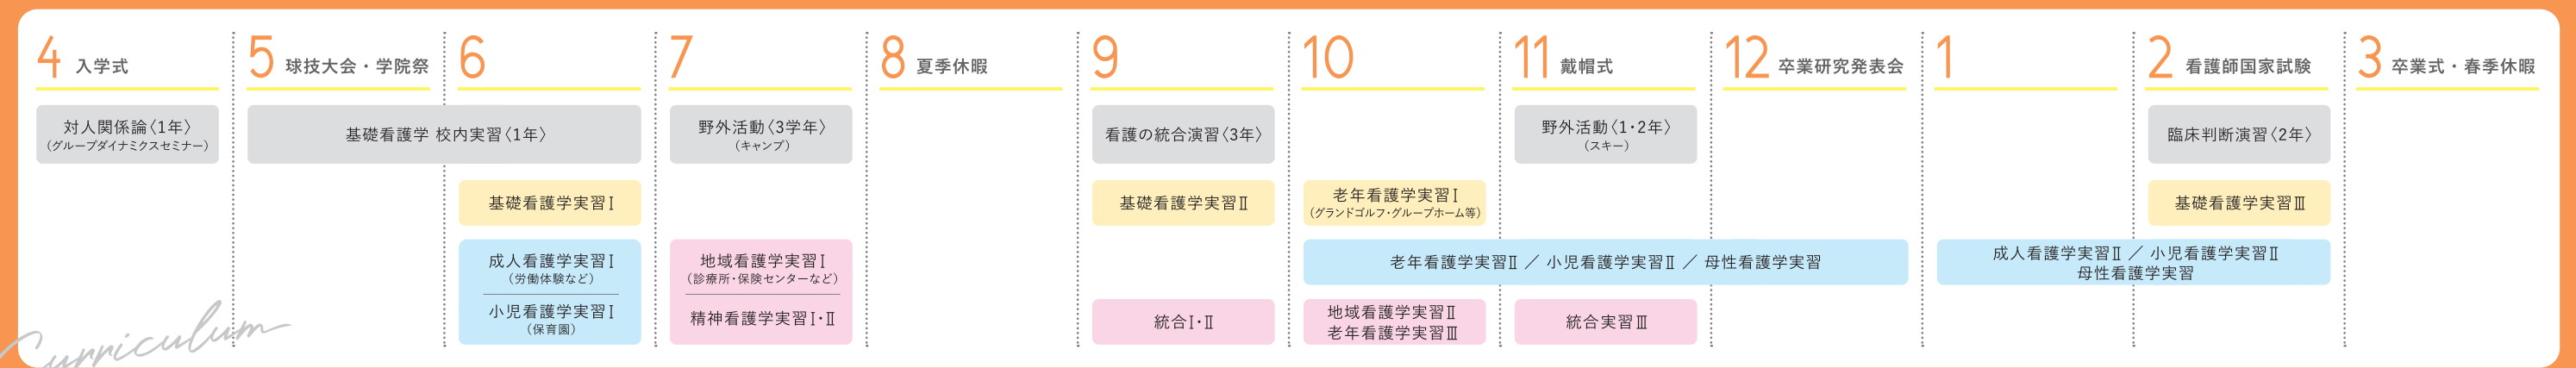 4 入学式
5 球技大会・学院祭
6
7
8 夏季休暇
9
10
11 戴帽式
12 卒業研究発表会
1
2 看護師国家試験
3 卒業式・春季休暇
対人関係論〈1年〉
(グループダイナミクスセミナー)
基礎看護学 校内実習〈1年〉
野外活動〈3学年〉
(キャンプ)
看護の統合演習〈3年〉
野外活動〈1・2年〉
(スキー)
臨床判断演習〈2年〉
基礎看護学実習Ⅰ
基礎看護学実習Ⅱ
老年看護学実習Ⅰ
(グランドゴルフ・グループホーム等)
基礎看護学実習Ⅲ
成人看護学実習Ⅰ
(労働体験など)
小児看護学実習Ⅰ
(保育園)
地域看護学実習Ⅰ
(診療所・保険センターなど)
精神看護学実習Ⅰ・Ⅱ
老年看護学実習Ⅱ ／ 小児看護学実習Ⅱ ／ 母性看護学実習
成人看護学実習Ⅱ ／ 小児看護学実習Ⅱ
母性看護学実習
統合Ⅰ・Ⅱ
地域看護学実習Ⅱ
老年看護学実習Ⅲ
統合実習Ⅲ
Curriculum